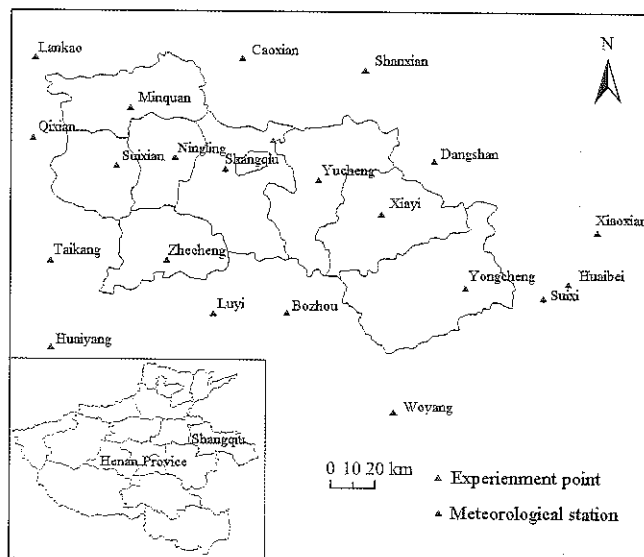 Lankao
Caoxian
Shanxian
N
Minquan
Qixian
Suixian
Ningling
Shangqiu
Yucheng
Dangshan
Xiayi
Xiaoxian
Taikang
Zhecheng
Yongcheng
Huaibei
Suixi
Luyi
Bozhou
Huaiyang
Woyang
Shangqiu
Henan Provice
0 10 20 km
Experienment point
Meteorological station